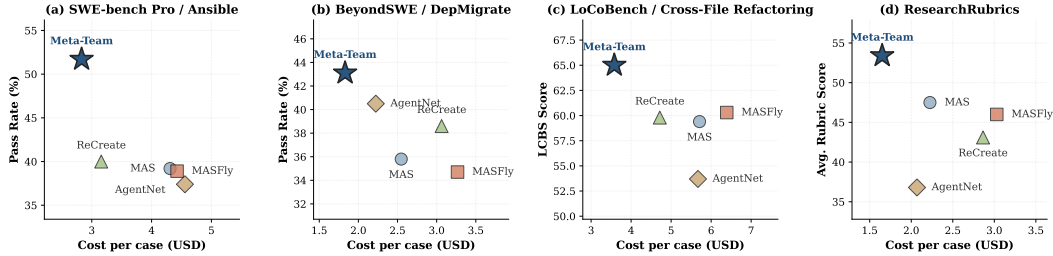 (a) SWE-bench Pro / Ansible
55
50
45
40
35
Pass Rate (%)
Meta-Team
ReCreate
MAS
MASFly
AgentNet
3 4 5
Cost per case (USD)
(b) BeyondSWE / DepMigrate
46
44
42
40
38
36
34
32
Pass Rate (%)
Meta-Team
AgentNet
ReCreate
MAS
MASFly
1.5 2.0 2.5 3.0 3.5
Cost per case (USD)
(c) LoCoBench / Cross-File Refactoring
67.5
65.0
62.5
60.0
57.5
55.0
52.5
50.0
LCBS Score
Meta-Team
ReCreate
MASFly
MAS
AgentNet
3 4 5 6 7
Cost per case (USD)
(d) ResearchRubrics
55
50
45
40
35
Avg. Rubric Score
Meta-Team
MAS
MASFly
ReCreate
AgentNet
1.5 2.0 2.5 3.0 3.5
Cost per case (USD)